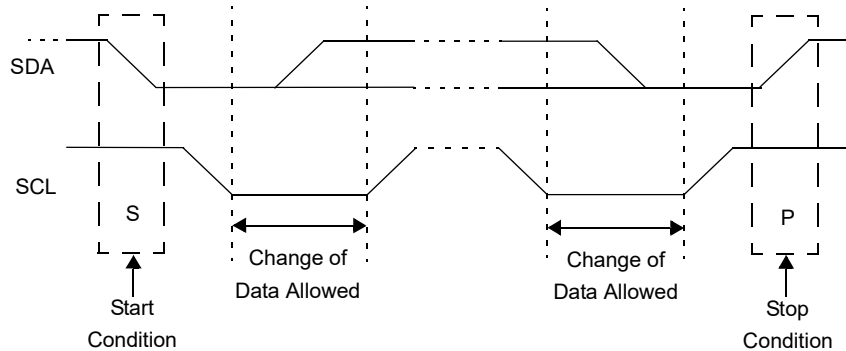 SDA
SCL
S
P
Change of
Data Allowed
Change of
Data Allowed
Start
Condition
Stop
Condition